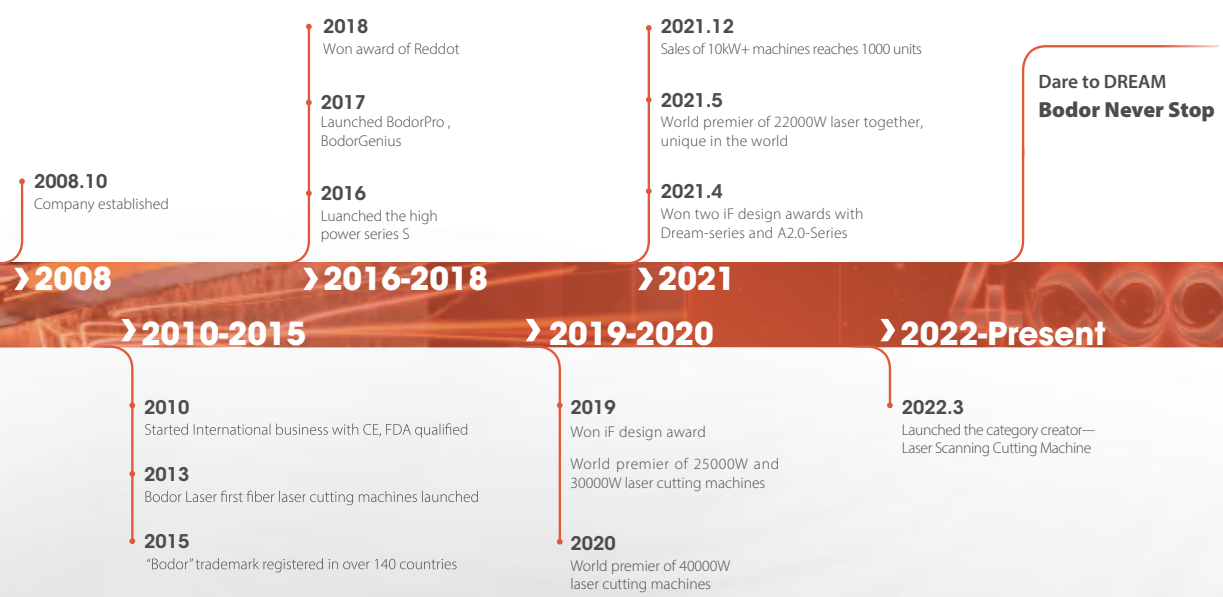 2008.10
Company established
2018
Won award of Reddot
2017
Launched BodorPro ,
BodorGenius
2016
Luanched the high
power series S
2021.12
Sales of 10kW+ machines reaches 1000 units
2021.5
World premier of 22000W laser together,
unique in the world
2021.4
Won two iF design awards with
Dream-series and A2.0-Series
Dare to DREAM
Bodor Never Stop
2008
2016-2018
2021
2010-2015
2019-2020
2022-Present
2010
Started International business with CE, FDA qualified
2013
Bodor Laser first fiber laser cutting machines launched
2015
“Bodor” trademark registered in over 140 countries
2019
Won iF design award
World premier of 25000W and
30000W laser cutting machines
2020
World premier of 40000W
laser cutting machines
2022.3
Launched the category creator---
Laser Scanning Cutting Machine